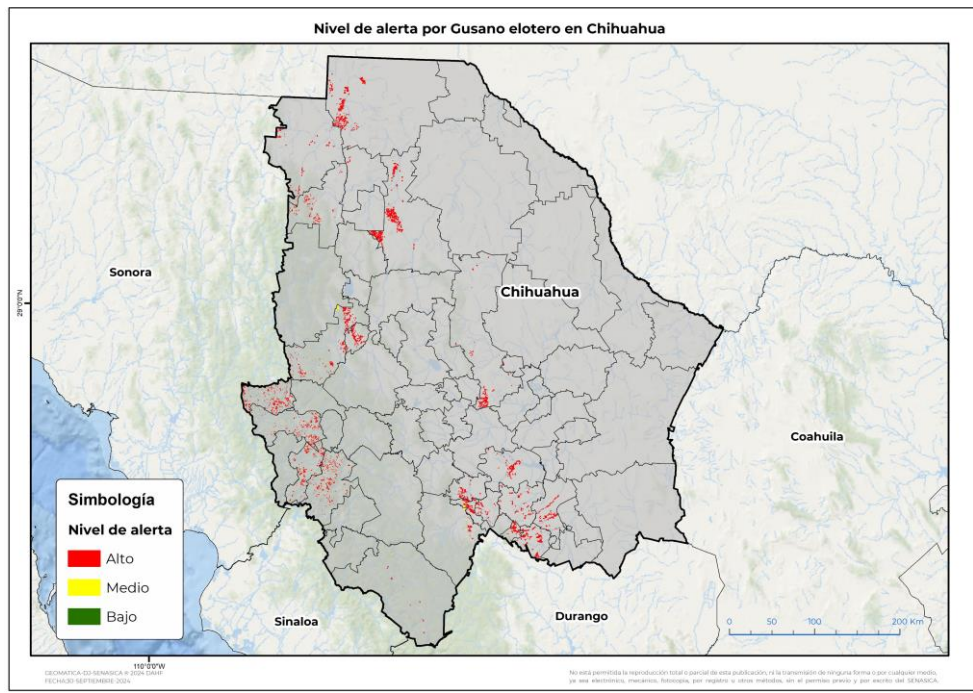 Nivel de alerta por Gusano elotero en Chihuahua
Sonora
Chihuahua
29°0'0"N
Coahuila
Simbología
Nivel de alerta
Alto
Medio
Bajo
Sinaloa
Durango
0 50 100 200 Km
110°0'0"W
GEOMATICA-CO-SENASICA © 2024 DAHF
FECHA:30-SEPTIEMBRE-2024
No está permitida la reproducción total o parcial de esta publicación, ni la transmisión de ninguna forma o por cualquier medio,
ya sea electrónico, mecánico, fotocopia, por registro u otros métodos, sin el permiso previo y por escrito del SENASICA.